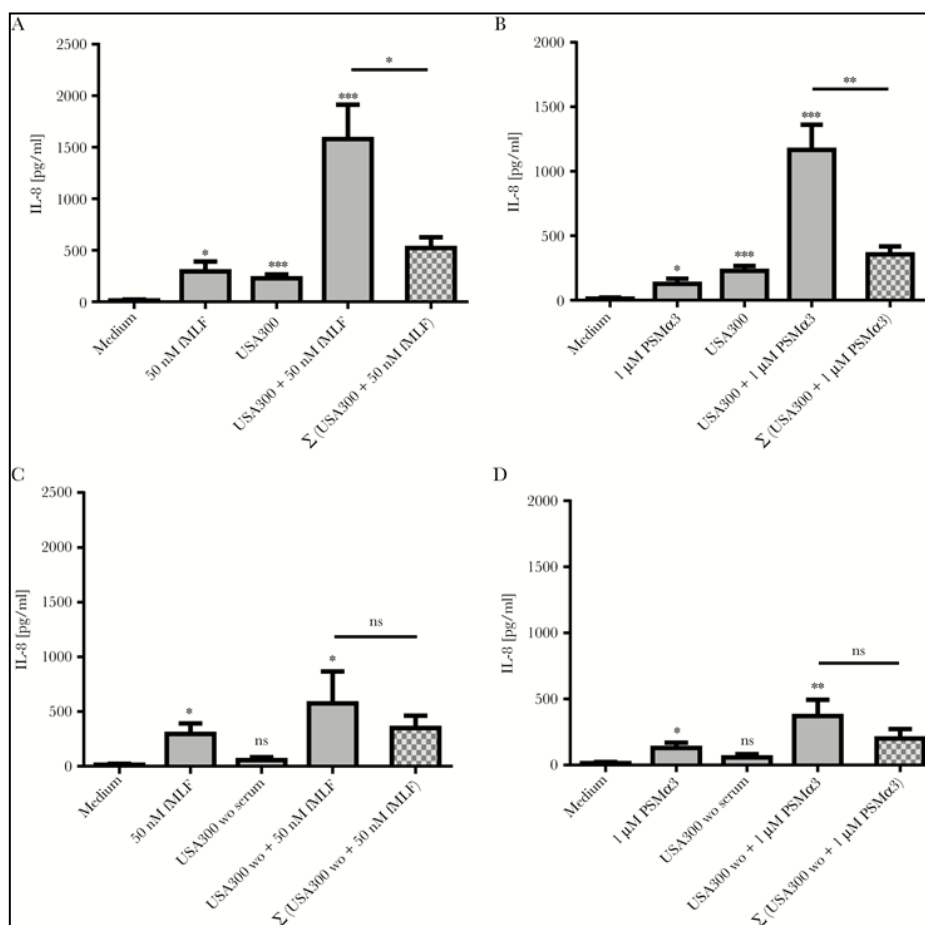 A
IL-8 [pg/ml]
2500
2000
1500
1000
500
0
*
***
***
*
Medium
50 nM fMLF
USA300
USA300 + 50 nM fMLF
Σ (USA300 + 50 nM fMLF)
B
IL-8 [pg/ml]
2000
1500
1000
500
0
*
***
***
**
Medium
1 µM PSMα3
USA300
USA300 + 1 µM PSMα3
Σ (USA300 + 1 µM PSMα3)
C
IL-8 [pg/ml]
2500
2000
1500
1000
500
0
*
ns
*
ns
Medium
50 nM fMLF
USA300 wo serum
USA300 wo + 50 nM fMLF
Σ (USA300 wo + 50 nM fMLF)
D
IL-8 [pg/ml]
2000
1500
1000
500
0
*
ns
**
ns
Medium
1 µM PSMα3
USA300 wo serum
USA300 wo + 1 µM PSMα3
Σ (USA300 wo + 1 µM PSMα3)